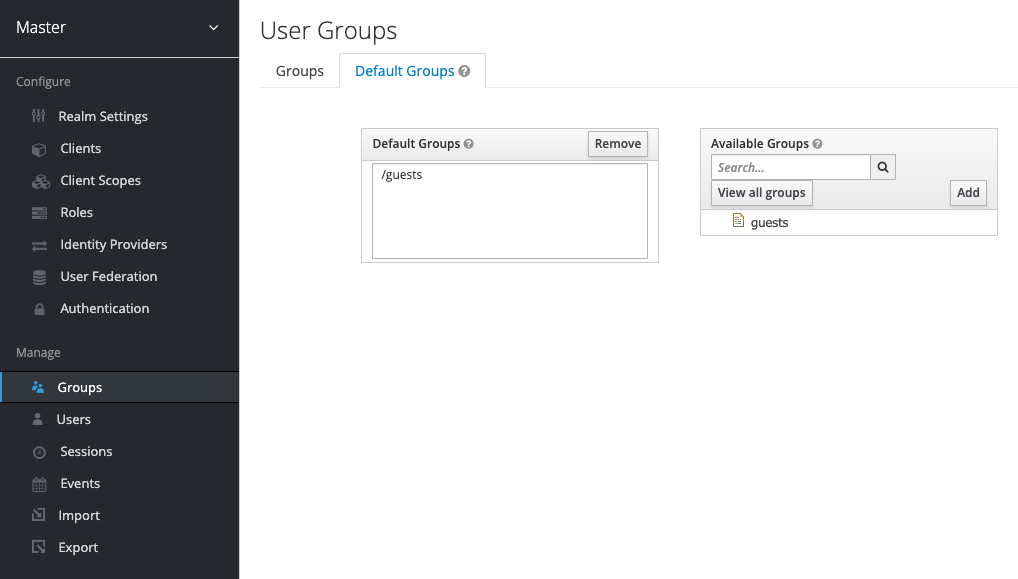 Master
Configure
Realm Settings
Clients
Client Scopes
Roles
Identity Providers
User Federation
Authentication
Manage
Groups
Users
Sessions
Events
Import
Export
User Groups
Groups
Default Groups
Default Groups
Remove
/guests
Available Groups
Search...
View all groups
Add
guests